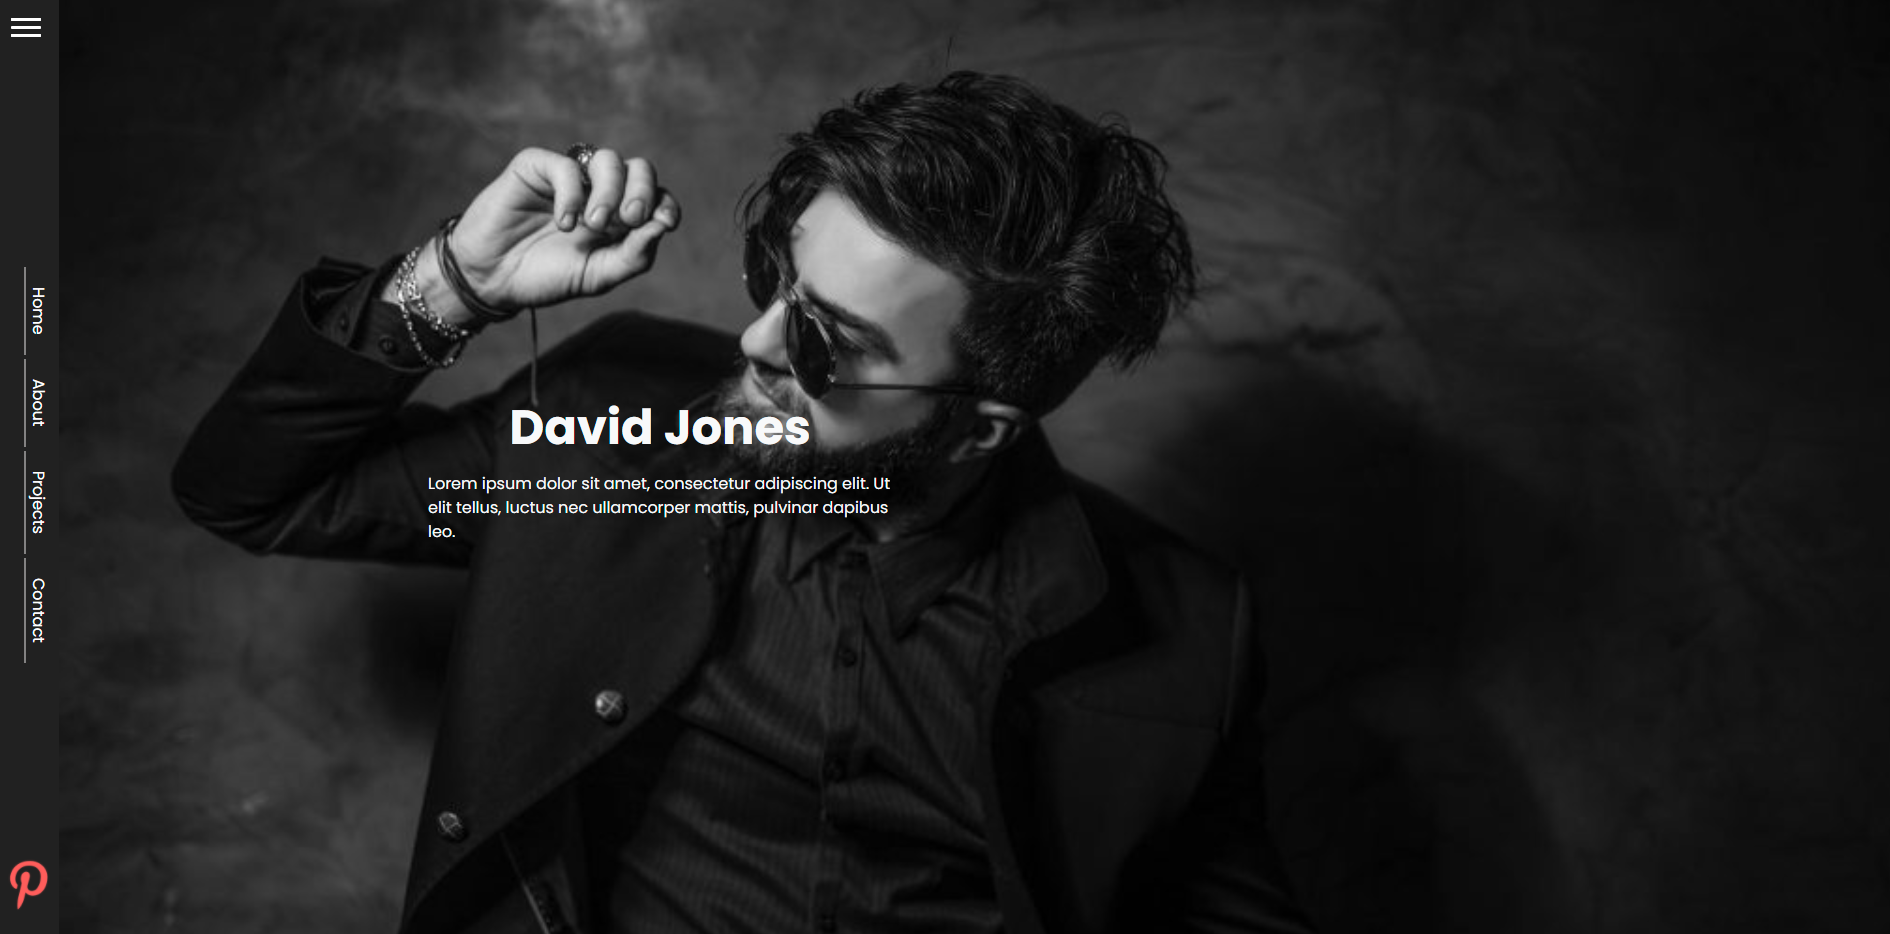 Home
About
Projects
Contact
David Jones
Lorem ipsum dolor sit amet, consectetur adipiscing elit. Ut
elit tellus, luctus nec ullamcorper mattis, pulvinar dapibus
leo.